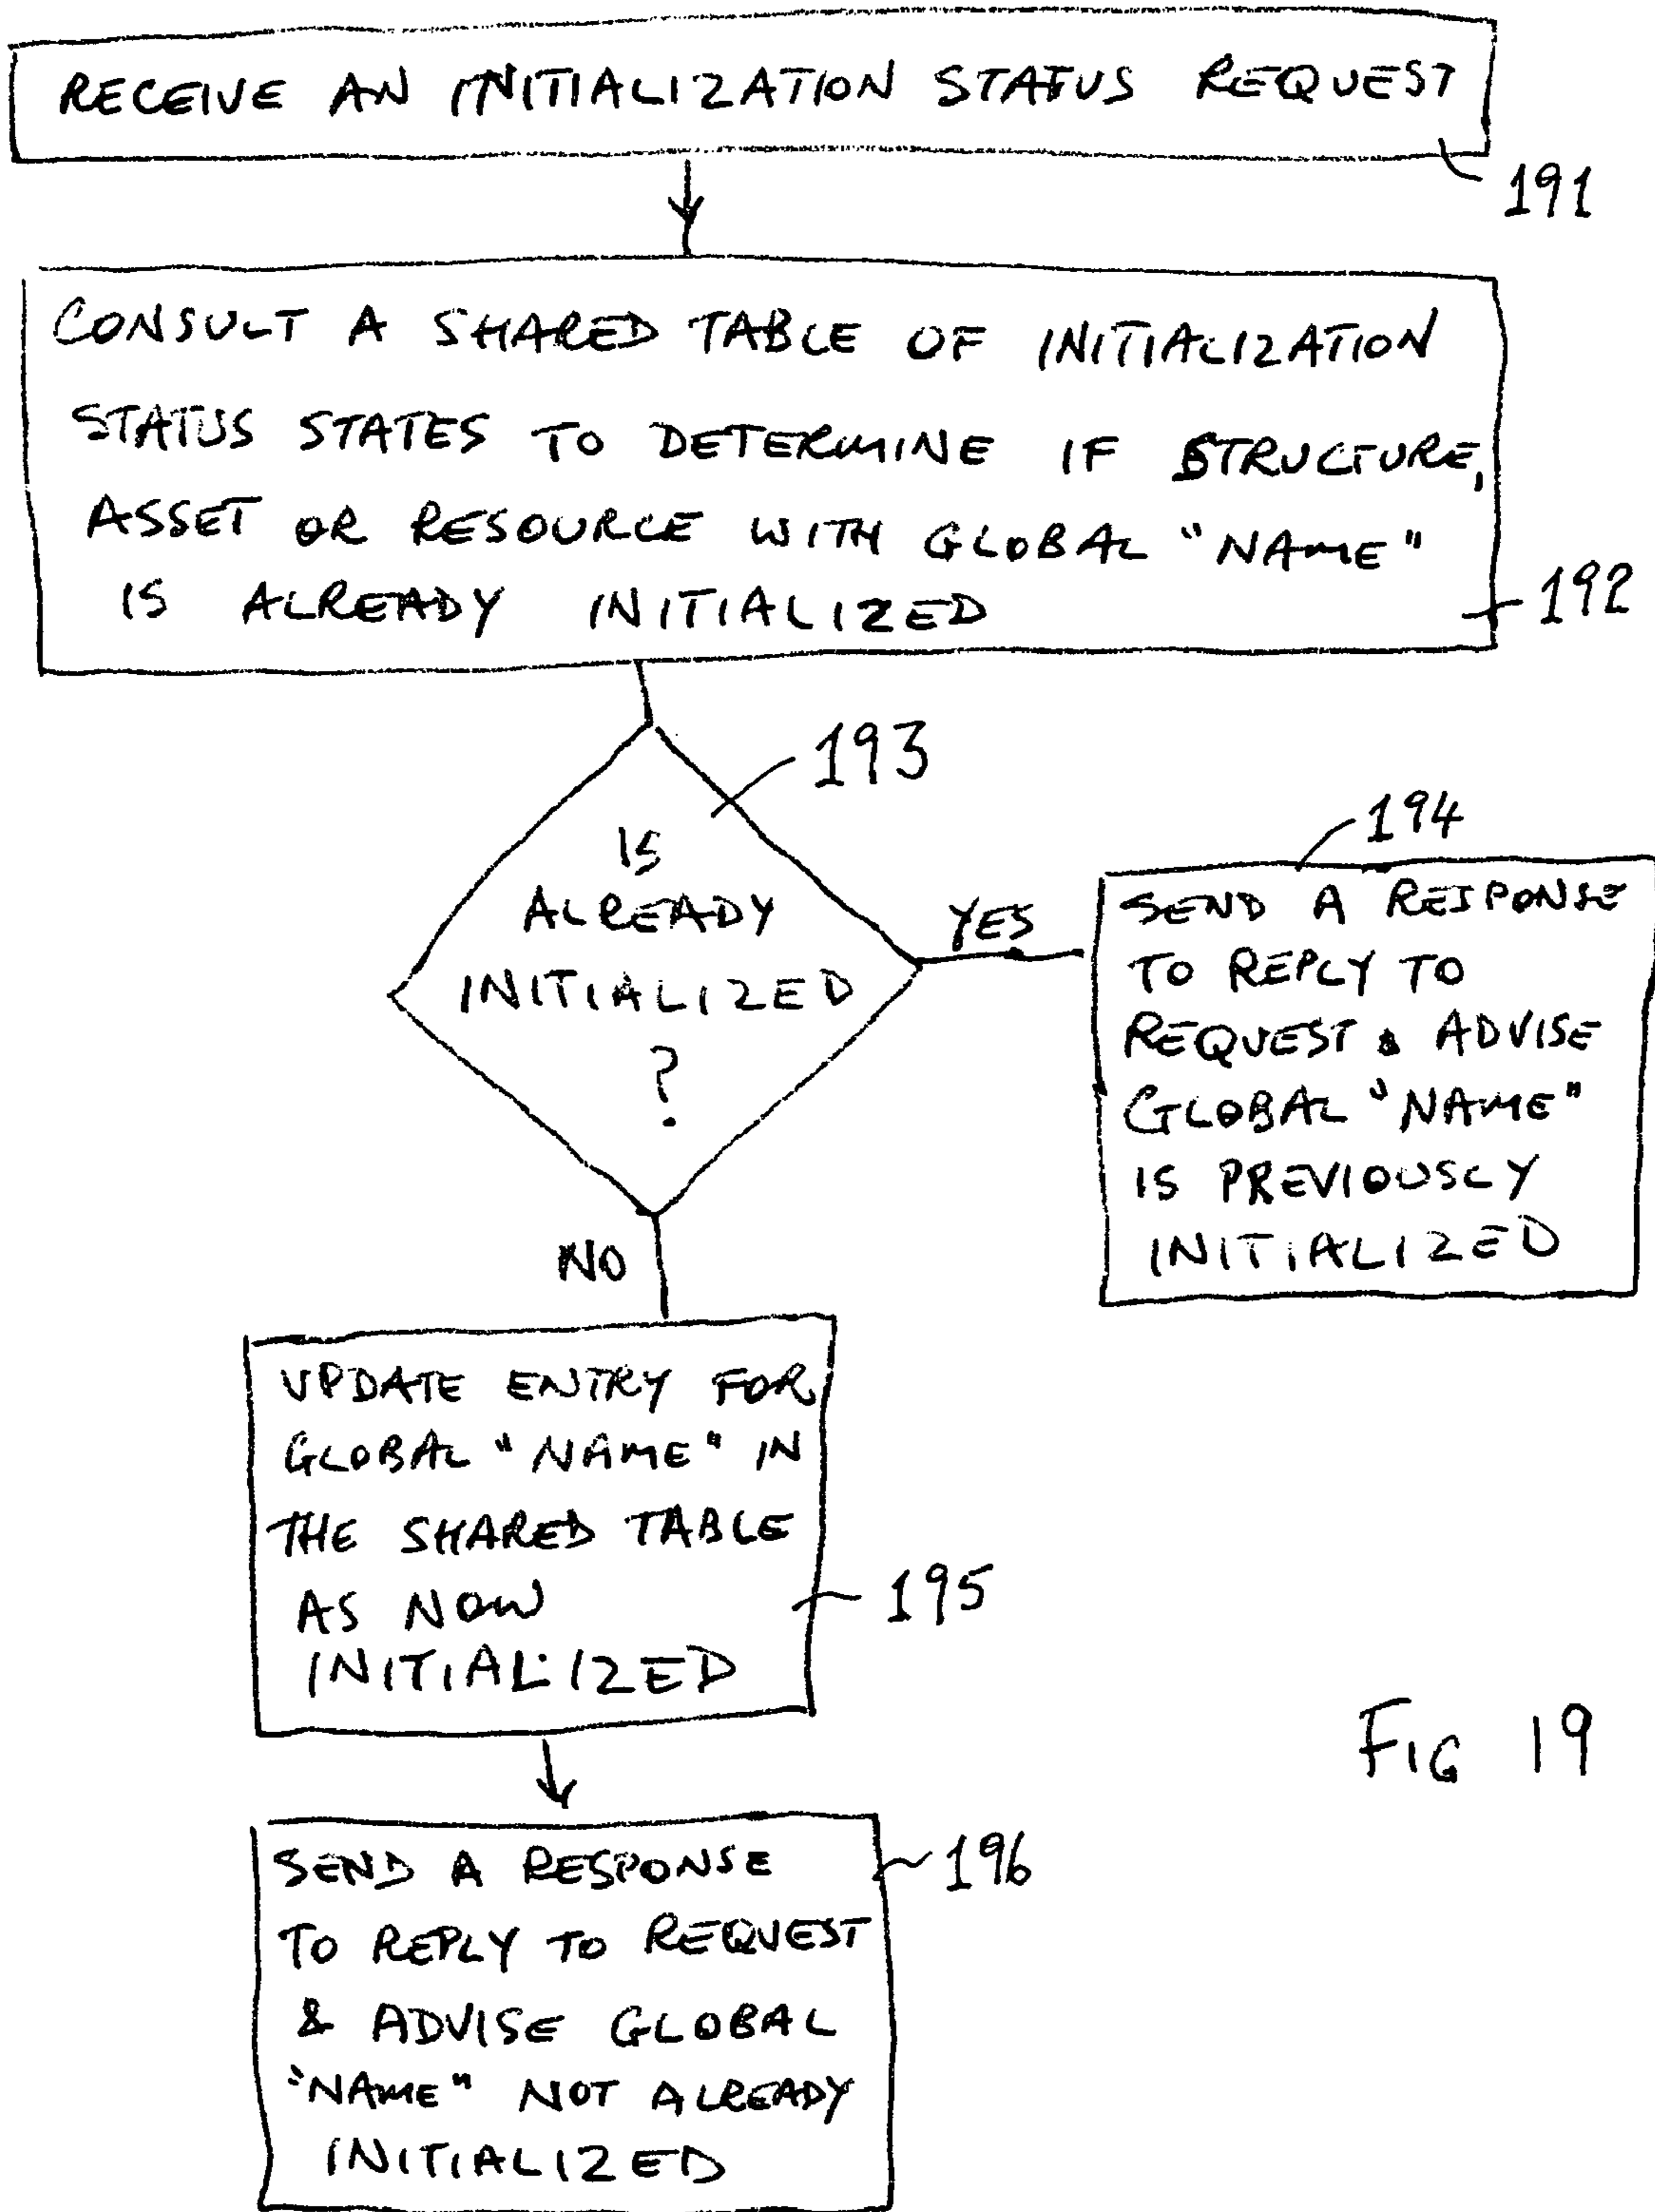 RECEIVE AN INITIALIZATION STATUS REQUEST
191
CONSULT A SHARED TABLE OF INITIALIZATION
STATUS STATES TO DETERMINE IF STRUCTURE,
ASSET OR RESOURCE WITH GLOBAL "NAME"
IS ALREADY INITIALIZED
192
193
IS
ALREADY
INITIALIZED
?
YES
194
SEND A RESPONSE
TO REPLY TO
REQUEST & ADVISE
GLOBAL "NAME"
IS PREVIOUSLY
INITIALIZED
NO
UPDATE ENTRY FOR
GLOBAL "NAME" IN
THE SHARED TABLE
AS NOW
INITIALIZED
195
SEND A RESPONSE
TO REPLY TO REQUEST
& ADVISE GLOBAL
"NAME" NOT ALREADY
INITIALIZED
196
FIG 19